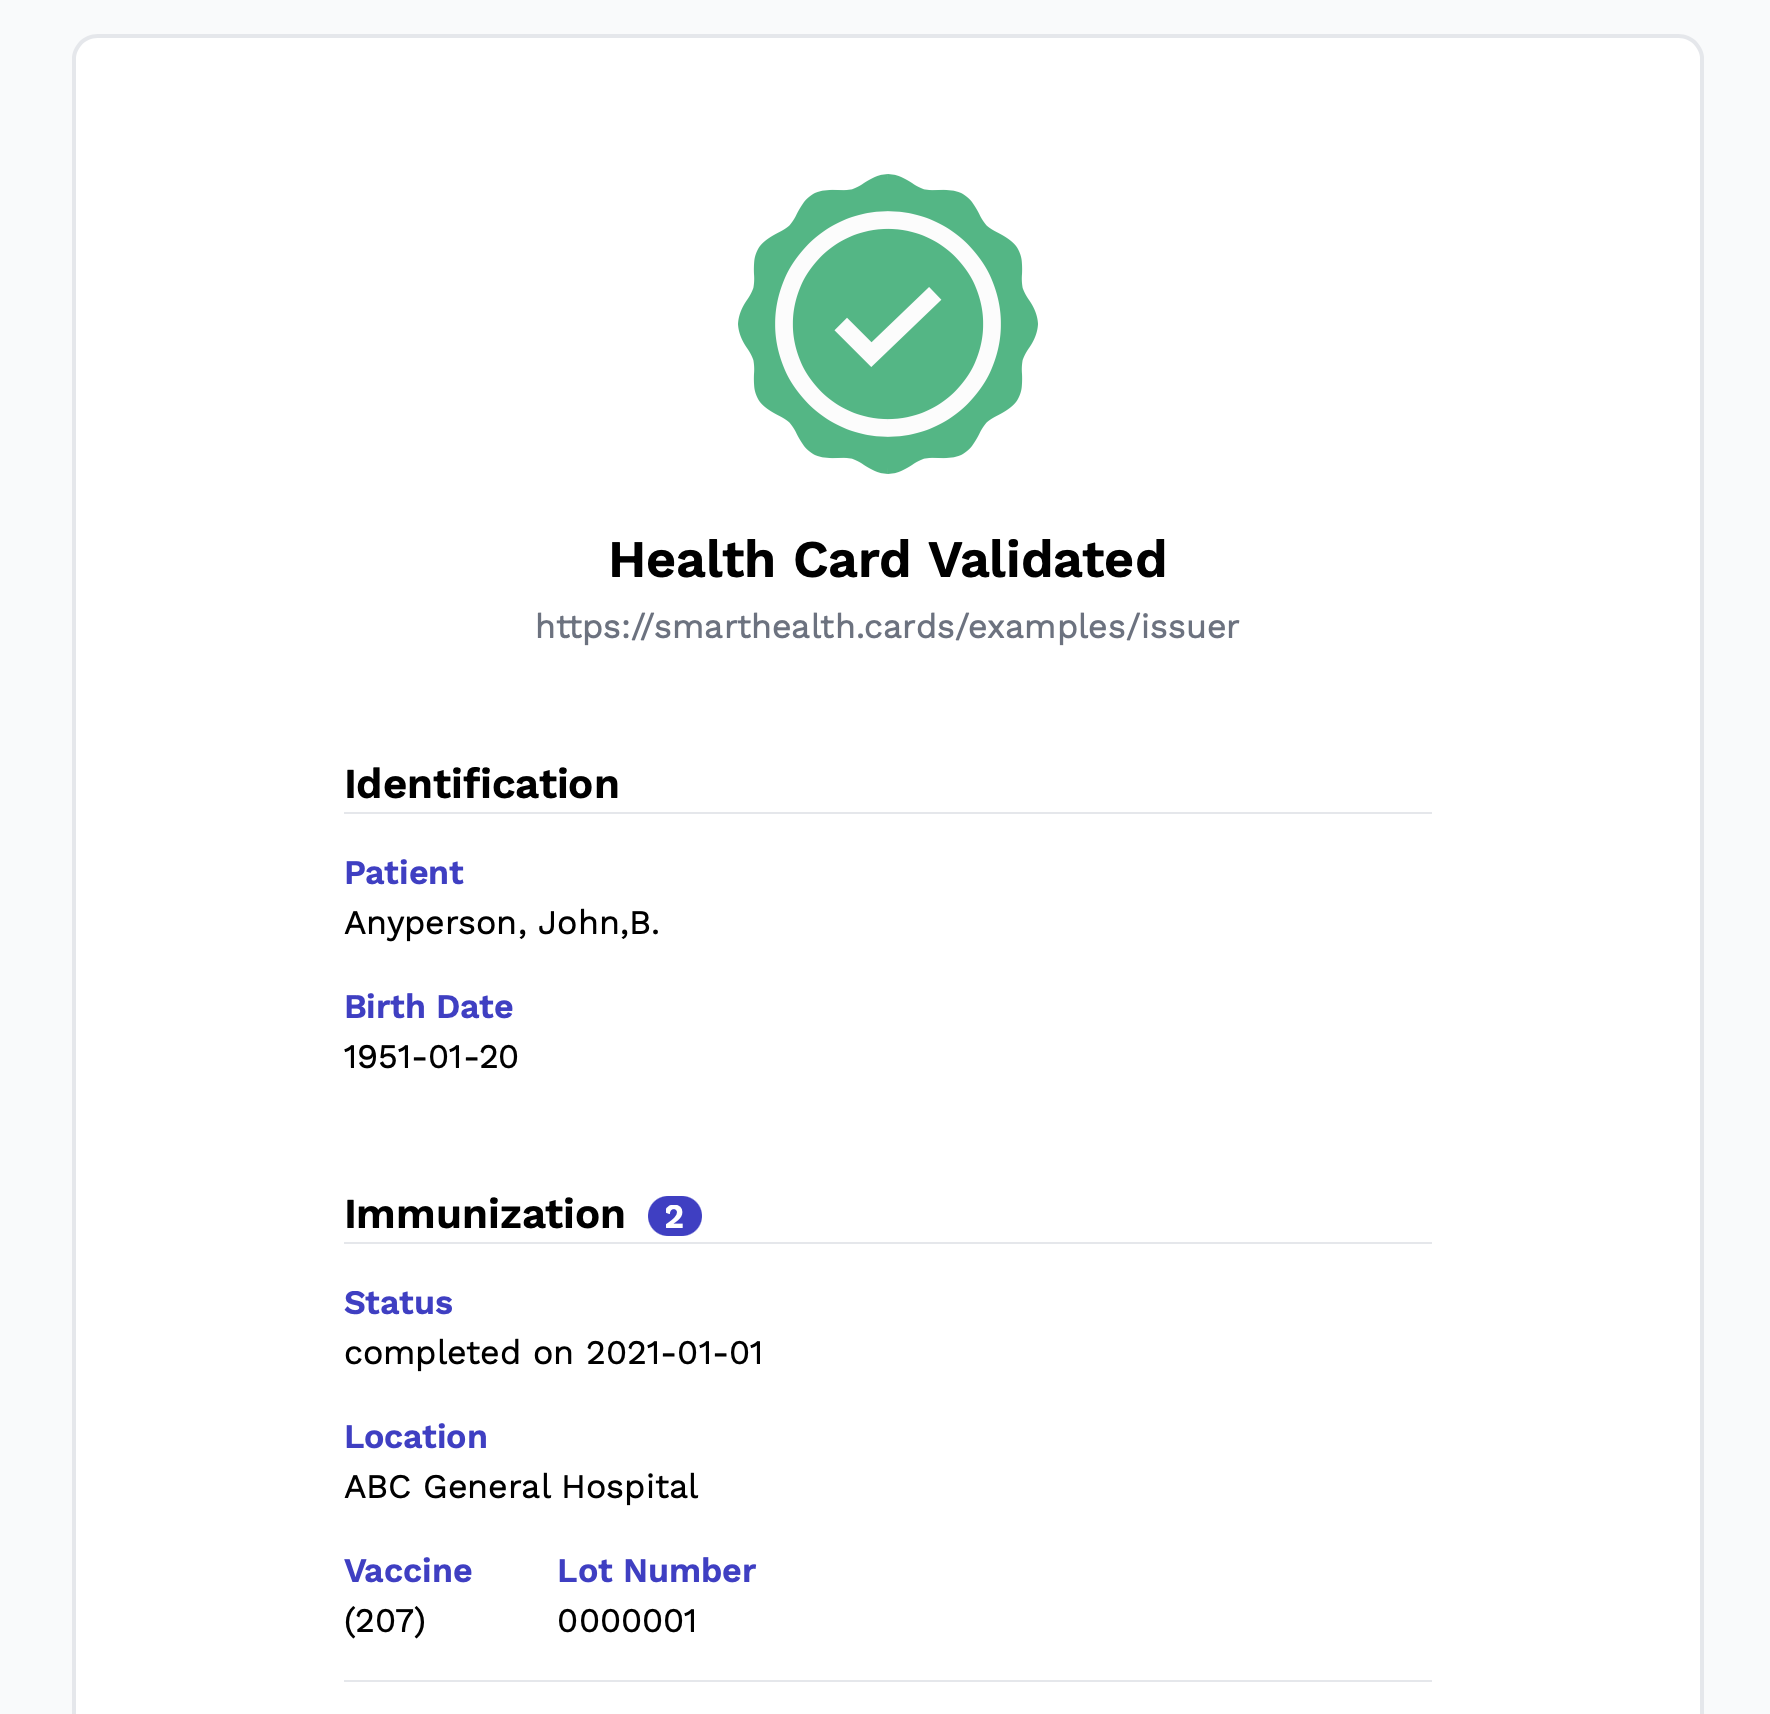 Health Card Validated
https://smarthealth.cards/examples/issuer
Identification
Patient
Anyperson, John,B.
Birth Date
1951-01-20
Immunization 2
Status
completed on 2021-01-01
Location
ABC General Hospital
Vaccine Lot Number
(207) 0000001